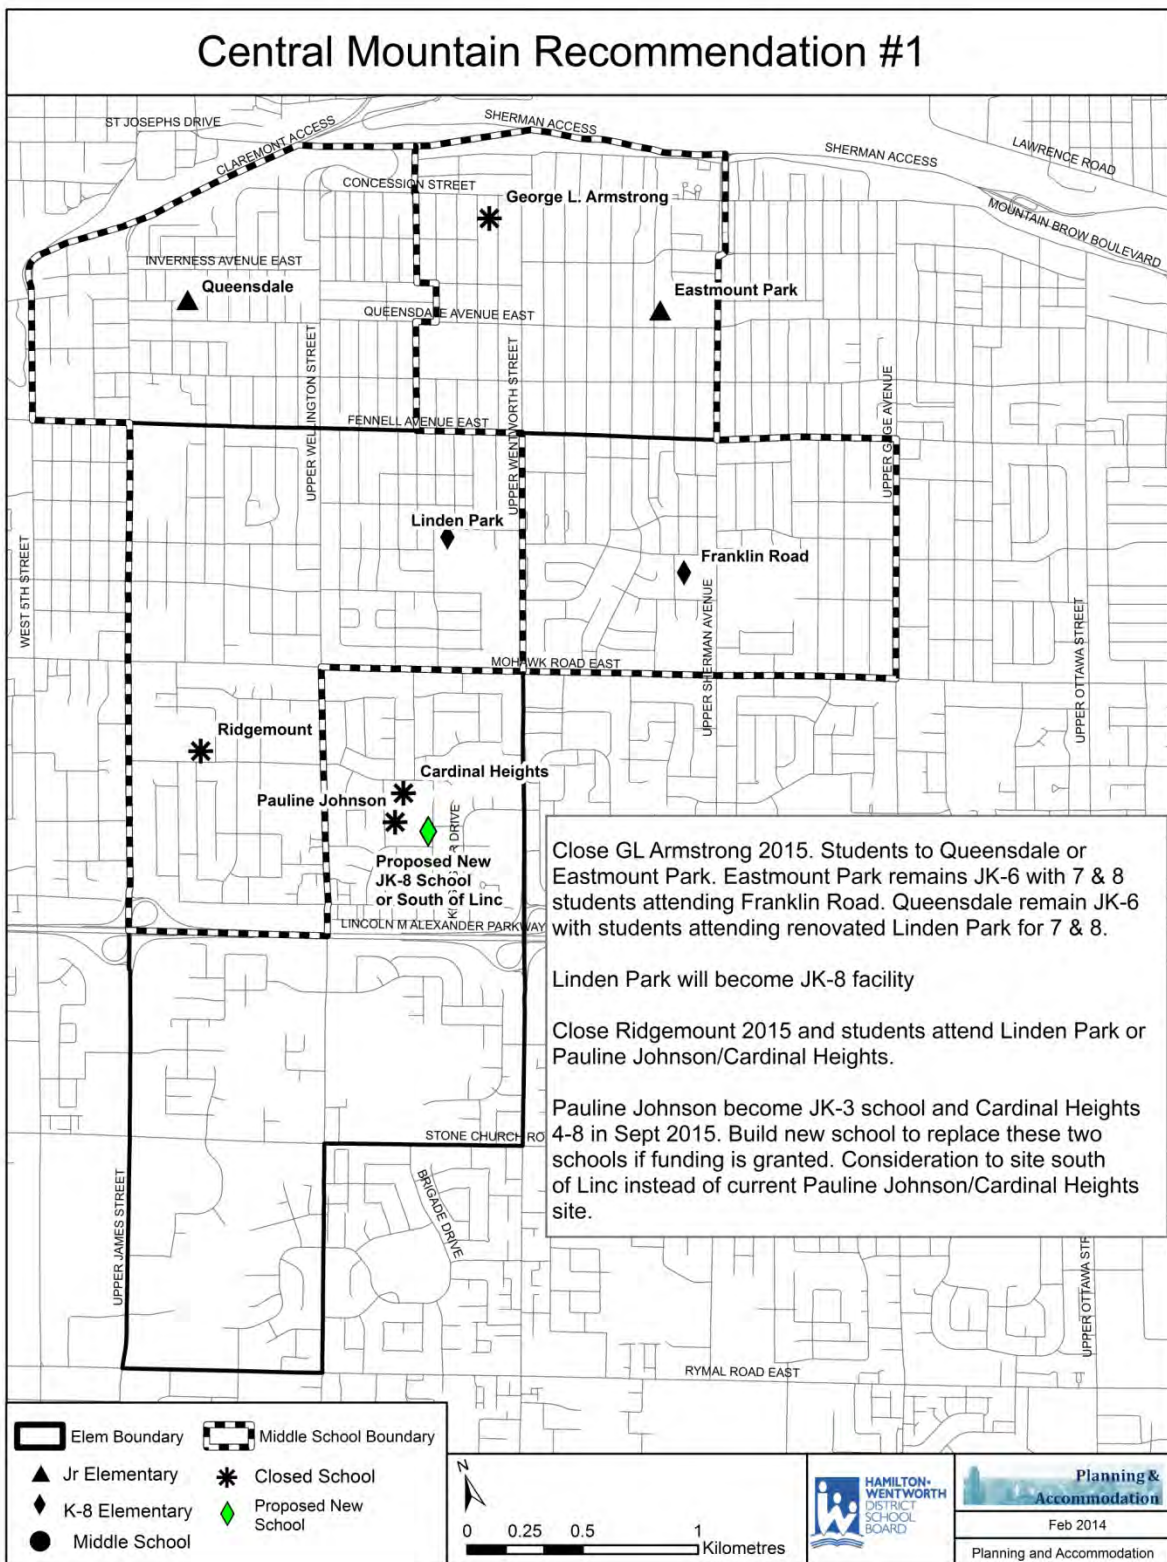 Central Mountain Recommendation #1
ST JOSEPHS DRIVE
CLAREMONT ACCESS
SHERMAN ACCESS
SHERMAN ACCESS
LAWRENCE ROAD
MOUNTAIN BROW BOULEVARD
CONCESSION STREET
George L. Armstrong
INVERNESS AVENUE EAST
Queensdale
Eastmount Park
QUEENSDALE AVENUE EAST
UPPER WELLINGTON STREET
UPPER WENTWORTH STREET
UPPER GAGE AVENUE
FENNELL AVENUE EAST
Linden Park
Franklin Road
WEST 5TH STREET
UPPER SHERMAN AVENUE
UPPER OTTAWA STREET
MOHAWK ROAD EAST
Ridgemount
Cardinal Heights
Pauline Johnson
DRIVE
Proposed New
JK-8 School
or South of Linc
LINCOLN M ALEXANDER PARKWAY
Close GL Armstrong 2015. Students to Queensdale or
Eastmount Park. Eastmount Park remains JK-6 with 7 & 8
students attending Franklin Road. Queensdale remain JK-6
with students attending renovated Linden Park for 7 & 8.
Linden Park will become JK-8 facility
Close Ridgemount 2015 and students attend Linden Park or
Pauline Johnson/Cardinal Heights.
Pauline Johnson become JK-3 school and Cardinal Heights
4-8 in Sept 2015. Build new school to replace these two
schools if funding is granted. Consideration to site south
of Linc instead of current Pauline Johnson/Cardinal Heights
site.
STONE CHURCH RO
BRIGADE DRIVE
UPPER JAMES STREET
UPPER OTTAWA STR
RYMAL ROAD EAST
Elem Boundary
Middle School Boundary
Jr Elementary
Closed School
K-8 Elementary
Proposed New
School
Middle School
N
0 0.25 0.5 1
Kilometres
HAMILTON-
WENTWORTH
DISTRICT
SCHOOL
BOARD
Planning &
Accommodation
Feb 2014
Planning and Accommodation